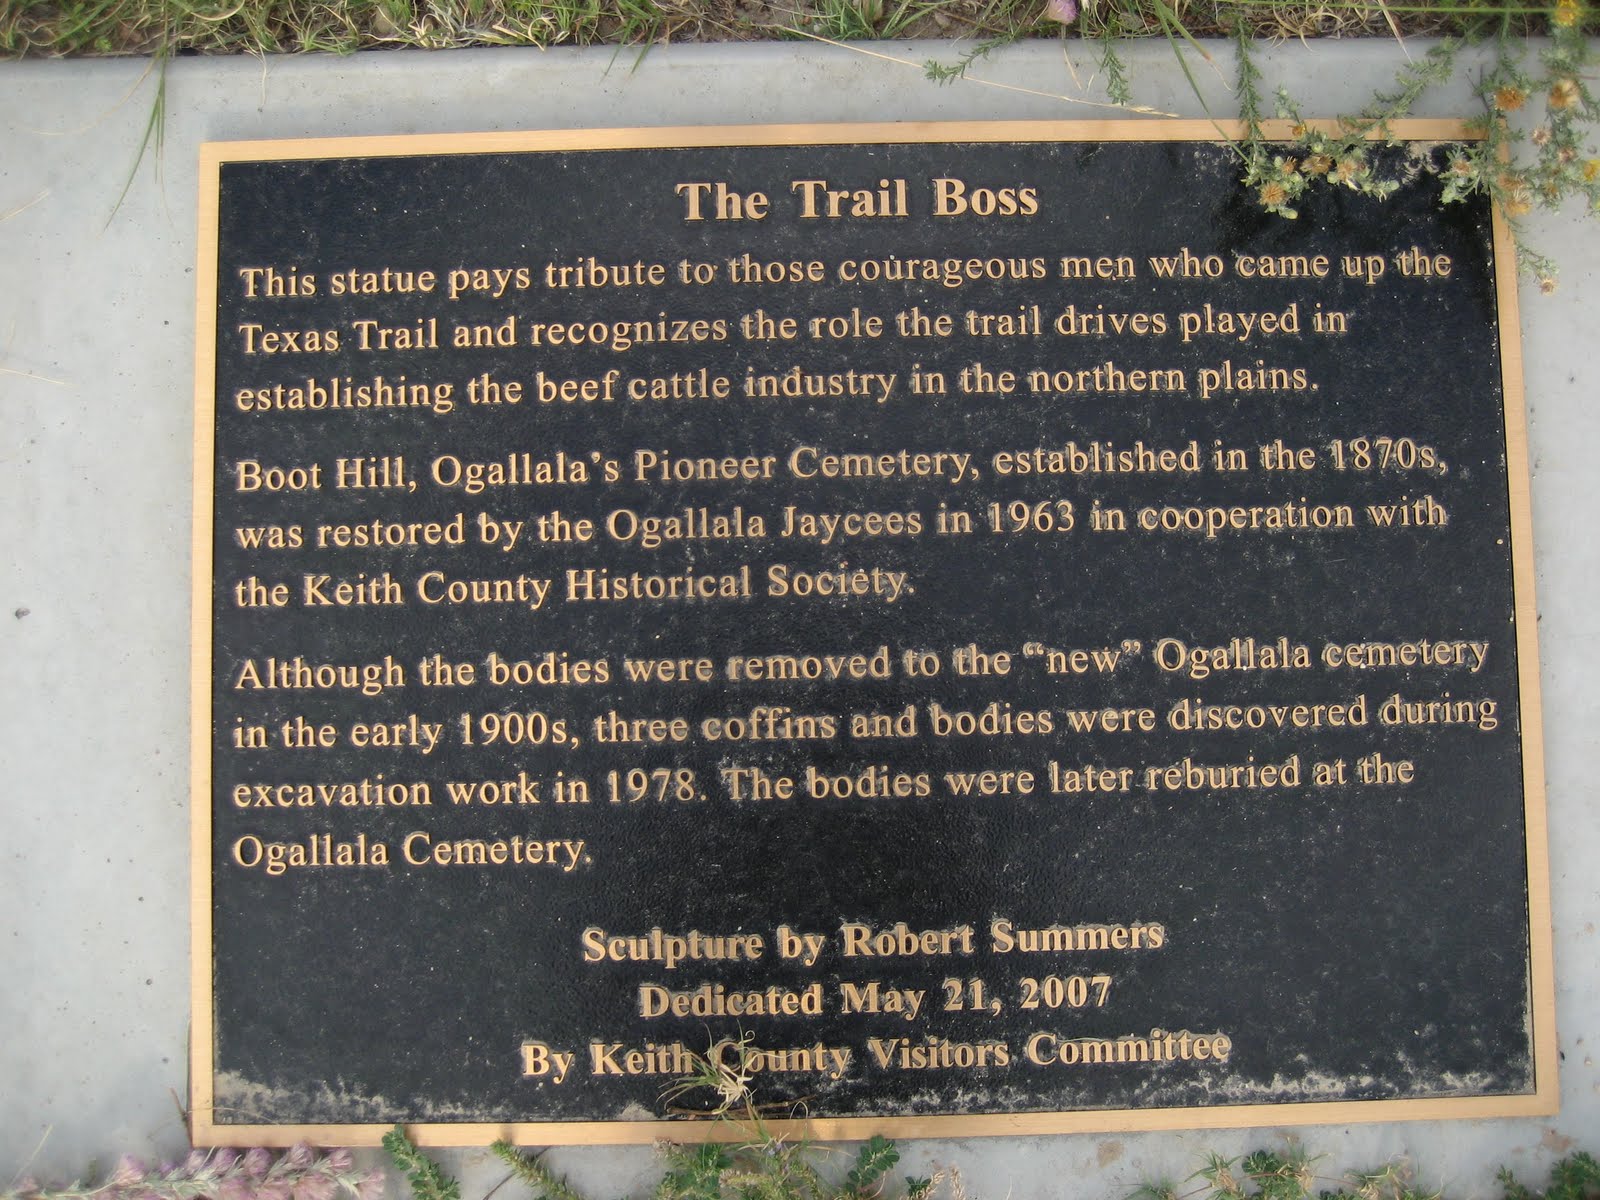 The Trail Boss
This statue pays tribute to those courageous men who came up the
Texas Trail and recognizes the role the trail drives played in
establishing the beef cattle industry in the northern plains.
Boot Hill, Ogallala's Pioneer Cemetery, established in the 1870s,
was restored by the Ogallala Jaycees in 1963 in cooperation with
the Keith County Historical Society.
Although the bodies were removed to the “new” Ogallala cemetery
in the early 1900s, three coffins and bodies were discovered during
excavation work in 1978. The bodies were later reburied at the
Ogallala Cemetery.
Sculpture by Robert Summers
Dedicated May 21, 2007
By Keith County Visitors Committee